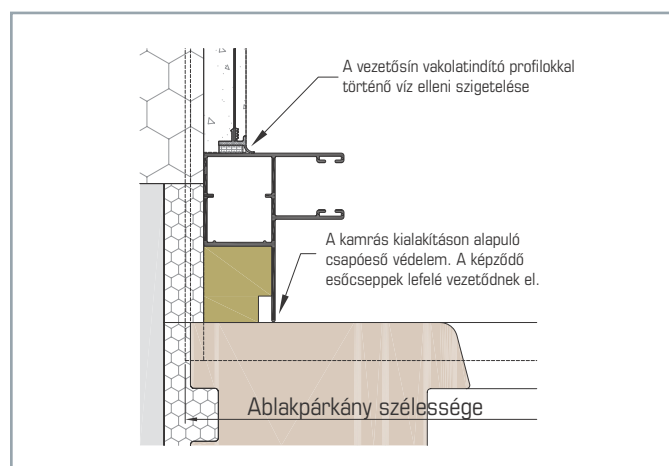 A vezetősín vakolatindító profilokkal
történő víz elleni szigetelése
A kamrás kialakításon alapuló
csapóeső védelem. A képződő
esőcseppek lefelé vezetődnek el.
Ablakpárkány szélessége